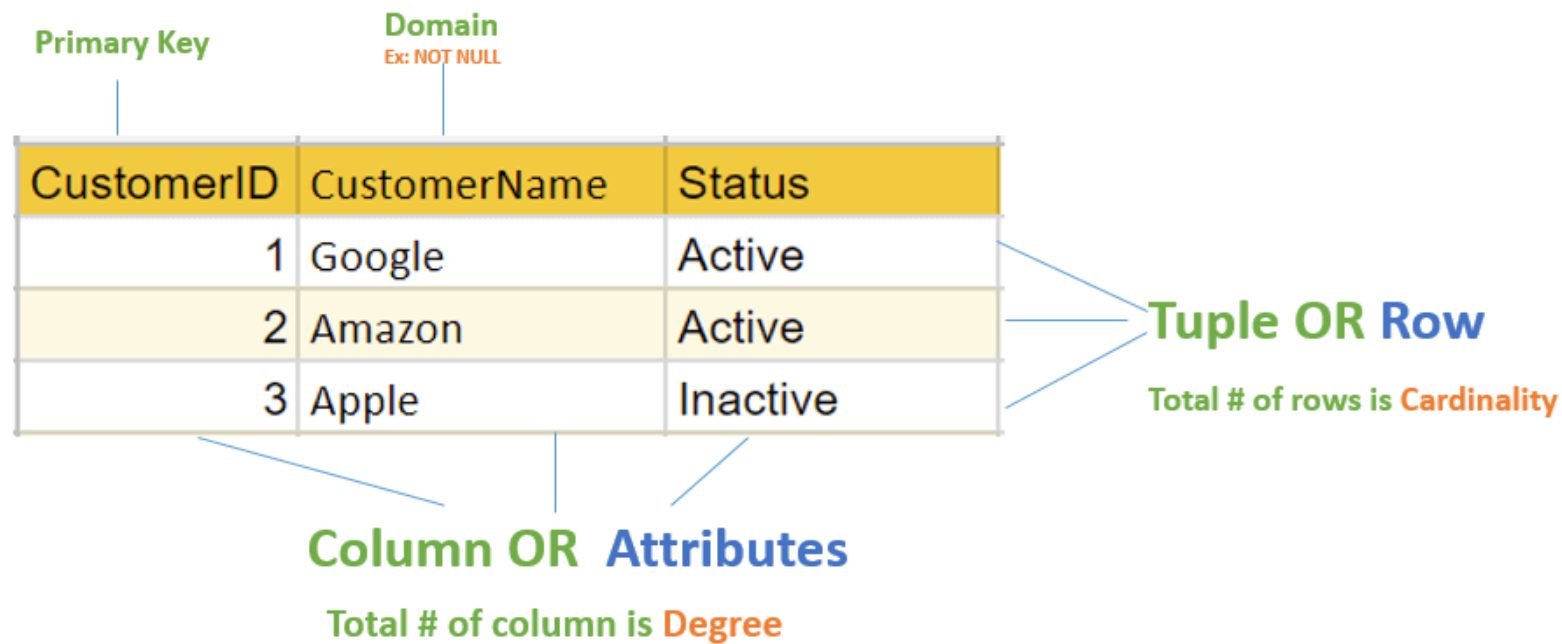 Primary Key
Domain
Ex: NOT NULL
CustomerID CustomerName Status
1 Google Active
2 Amazon Active
3 Apple Inactive
Tuple OR Row
Total # of rows is Cardinality
Column OR Attributes
Total # of column is Degree